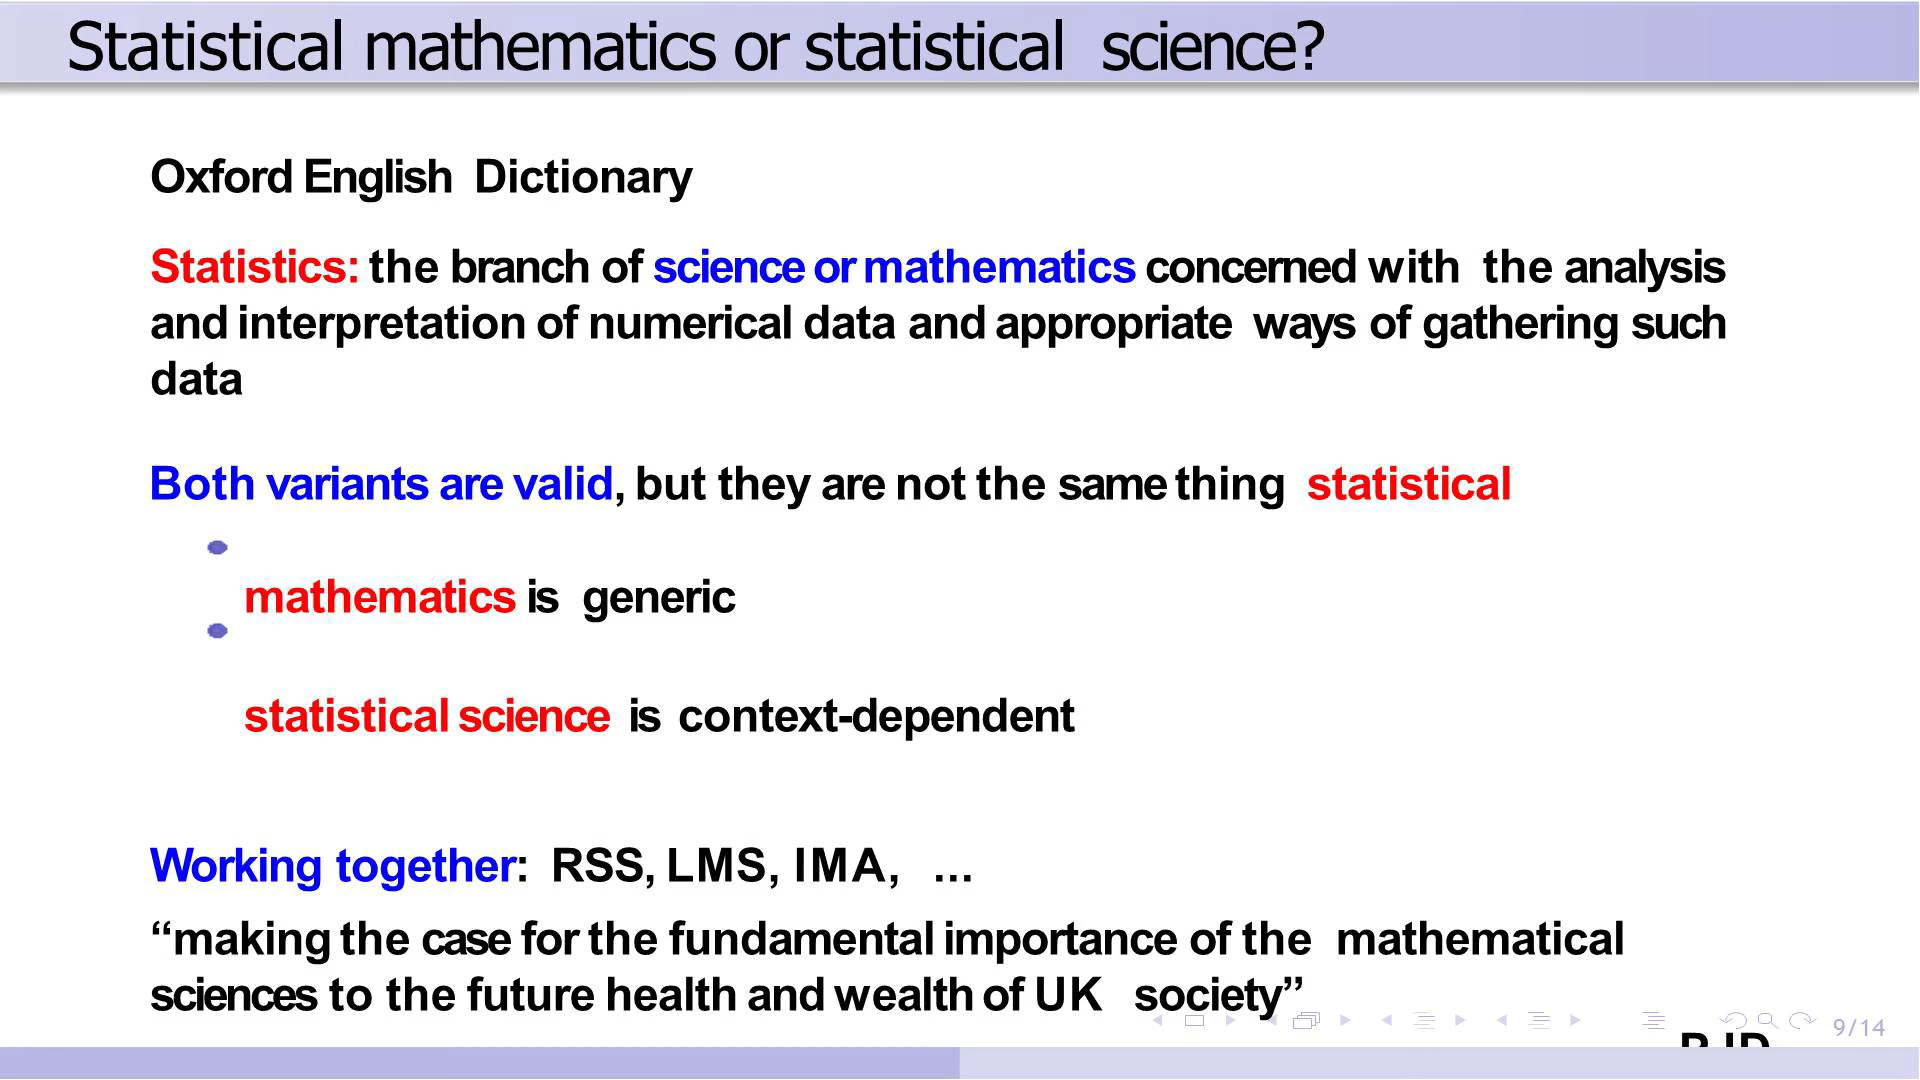 Statistical mathematics or statistical science?
Oxford English Dictionary
Statistics: the branch of science or mathematics concerned with the analysis
and interpretation of numerical data and appropriate ways of gathering such
data
Both variants are valid, but they are not the same thing statistical
mathematics is generic
statistical science is context-dependent
Working together: RSS, LMS, IMA, ...
“making the case for the fundamental importance of the mathematical
sciences to the future health and wealth of UK society”
9/14